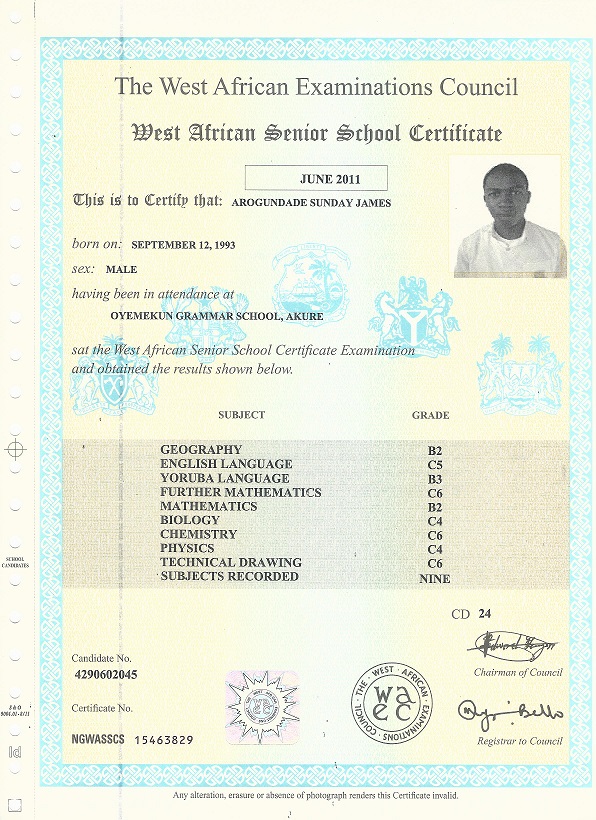 The West African Examinations Council
West African Senior School Certificate
JUNE 2011
This is to Certify that: AROGUNDADE SUNDAY JAMES
born on: SEPTEMBER 12, 1993
sex: MALE
having been in attendance at
OYEMEKUN GRAMMAR SCHOOL, AKURE
sat the West African Senior School Certificate Examination
and obtained the results shown below.
SUBJECT GRADE
GEOGRAPHY B2
ENGLISH LANGUAGE C5
YORUBA LANGUAGE B3
FURTHER MATHEMATICS C6
MATHEMATICS B2
BIOLOGY C4
CHEMISTRY C6
PHYSICS C4
TECHNICAL DRAWING C6
SUBJECTS RECORDED NINE
SCHOOL
CANDIDATES
CD 24
Chairman of Council
Candidate No.
4290602045
Certificate No.
NGWASSCS 15463829
THE · WEST · AFRICAN · EXAMINATIONS · COUNCIL ·
wa
ec
Registrar to Council
Any alteration, erasure or absence of photograph renders this Certificate invalid.